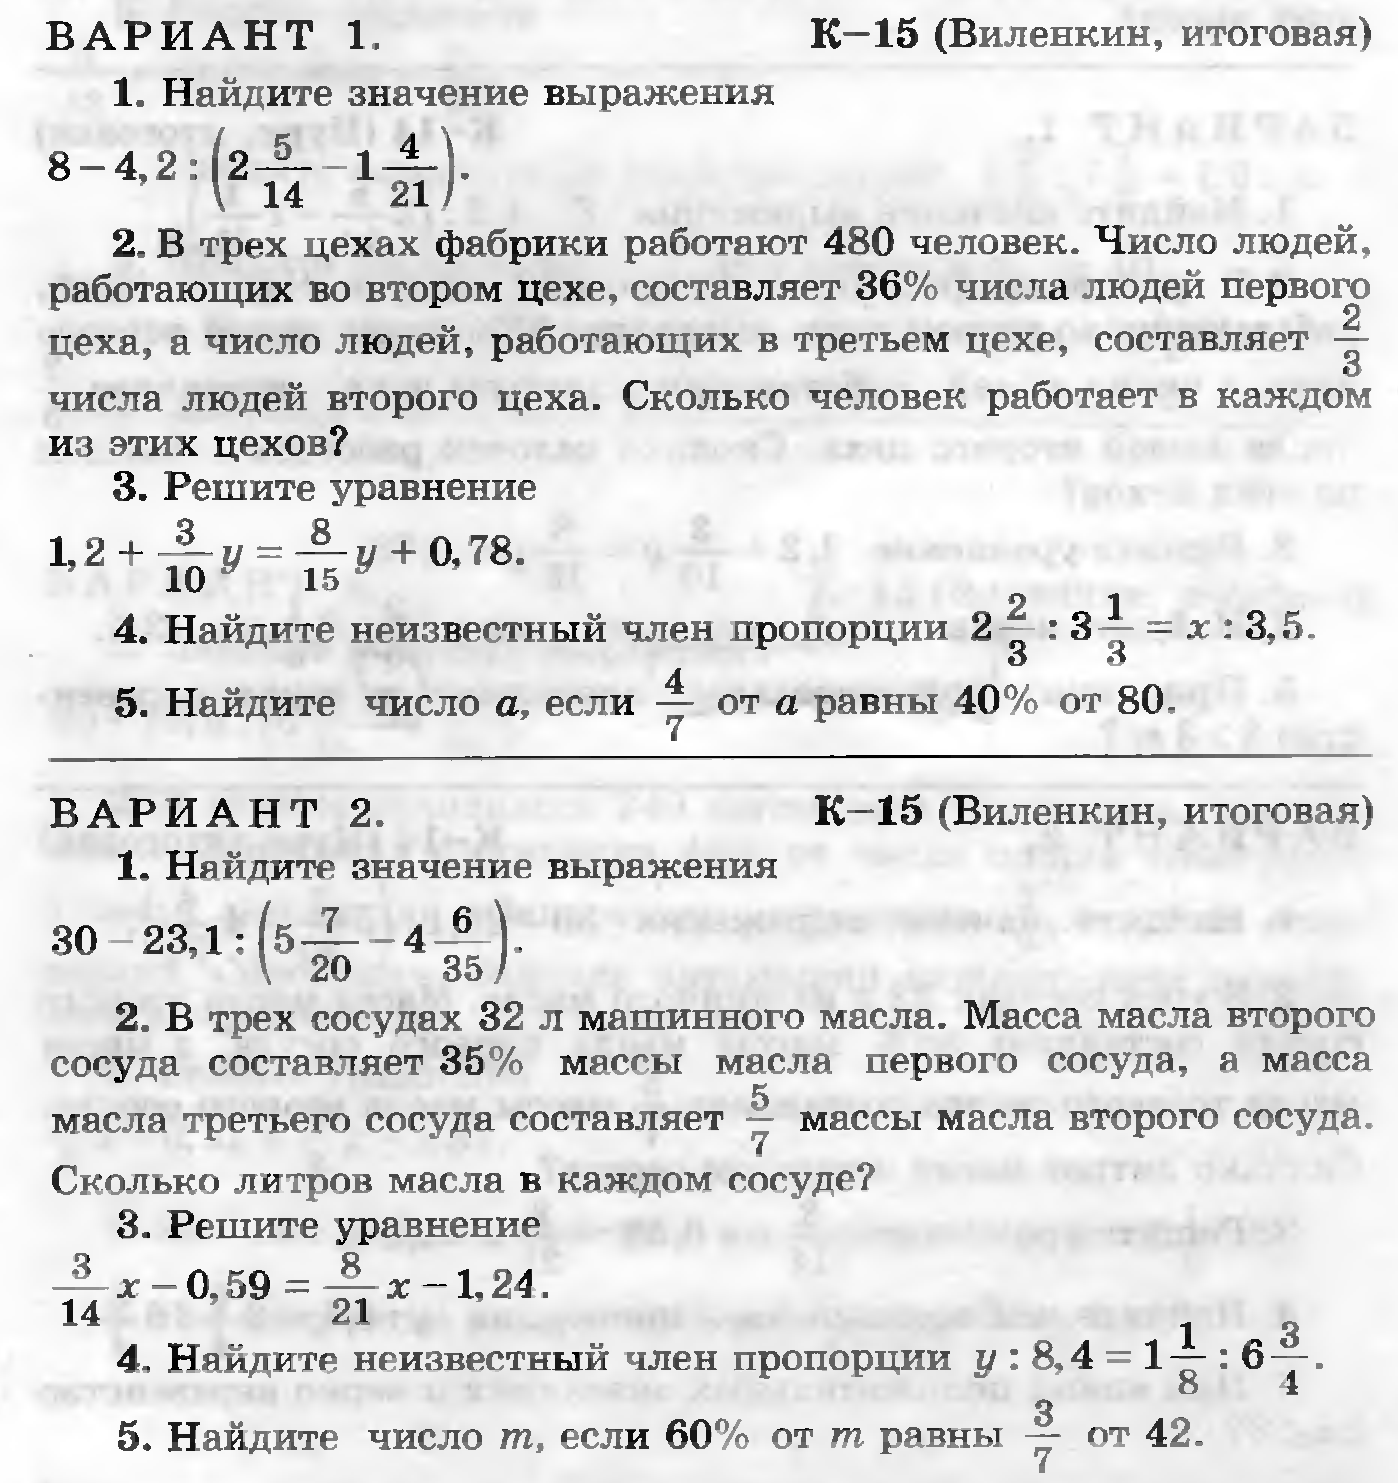 ВАРИАНТ 1. К—15 (Виленкин, итоговая)
1. Найдите значение выражения
8 − 4,2 : (2 5/14 − 1 4/21).
2. В трех цехах фабрики работают 480 человек. Число людей,
работающих во втором цехе, составляет 36% числа людей первого
цеха, а число людей, работающих в третьем цехе, составляет 2/3
числа людей второго цеха. Сколько человек работает в каждом
из этих цехов?
3. Решите уравнение
1,2 + 3/10 y = 8/15 y + 0,78.
4. Найдите неизвестный член пропорции 2 2/3 : 3 1/3 = x : 3,5.
5. Найдите число a, если 4/7 от a равны 40% от 80.
ВАРИАНТ 2. К—15 (Виленкин, итоговая)
1. Найдите значение выражения
30 − 23,1 : (5 7/20 − 4 6/35).
2. В трех сосудах 32 л машинного масла. Масса масла второго
сосуда составляет 35% массы масла первого сосуда, а масса
масла третьего сосуда составляет 5/7 массы масла второго сосуда.
Сколько литров масла в каждом сосуде?
3. Решите уравнение
3/14 x − 0,59 = 8/21 x − 1,24.
4. Найдите неизвестный член пропорции y : 8,4 = 1 1/8 : 6 3/4.
5. Найдите число m, если 60% от m равны 3/7 от 42.